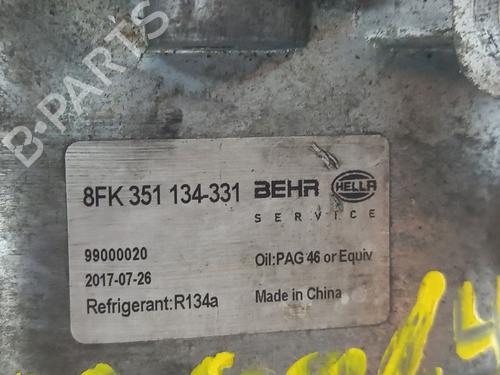 B-PARTS
8FK 351 134-331 BEHR HELLA
SERVICE
99000020 Oil:PAG 46 or Equiv
2017-07-26
Refrigerant:R134a Made in China